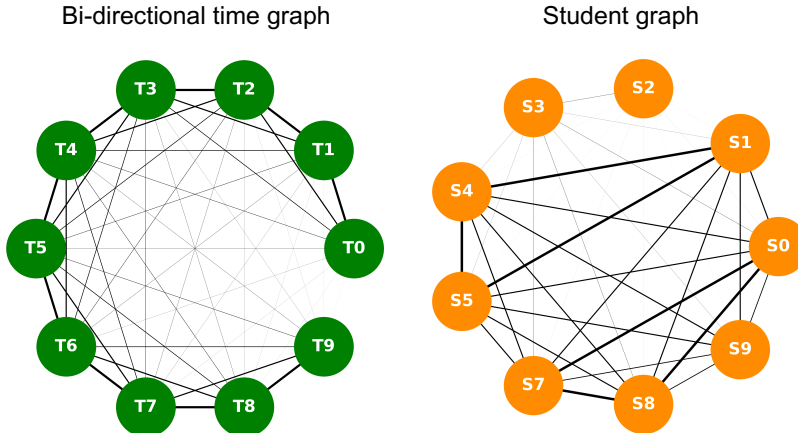 Bi-directional time graph
Student graph
T3
T2
T4
T1
T5
T0
T6
T9
T7
T8
S2
S3
S1
S4
S0
S5
S9
S7
S8